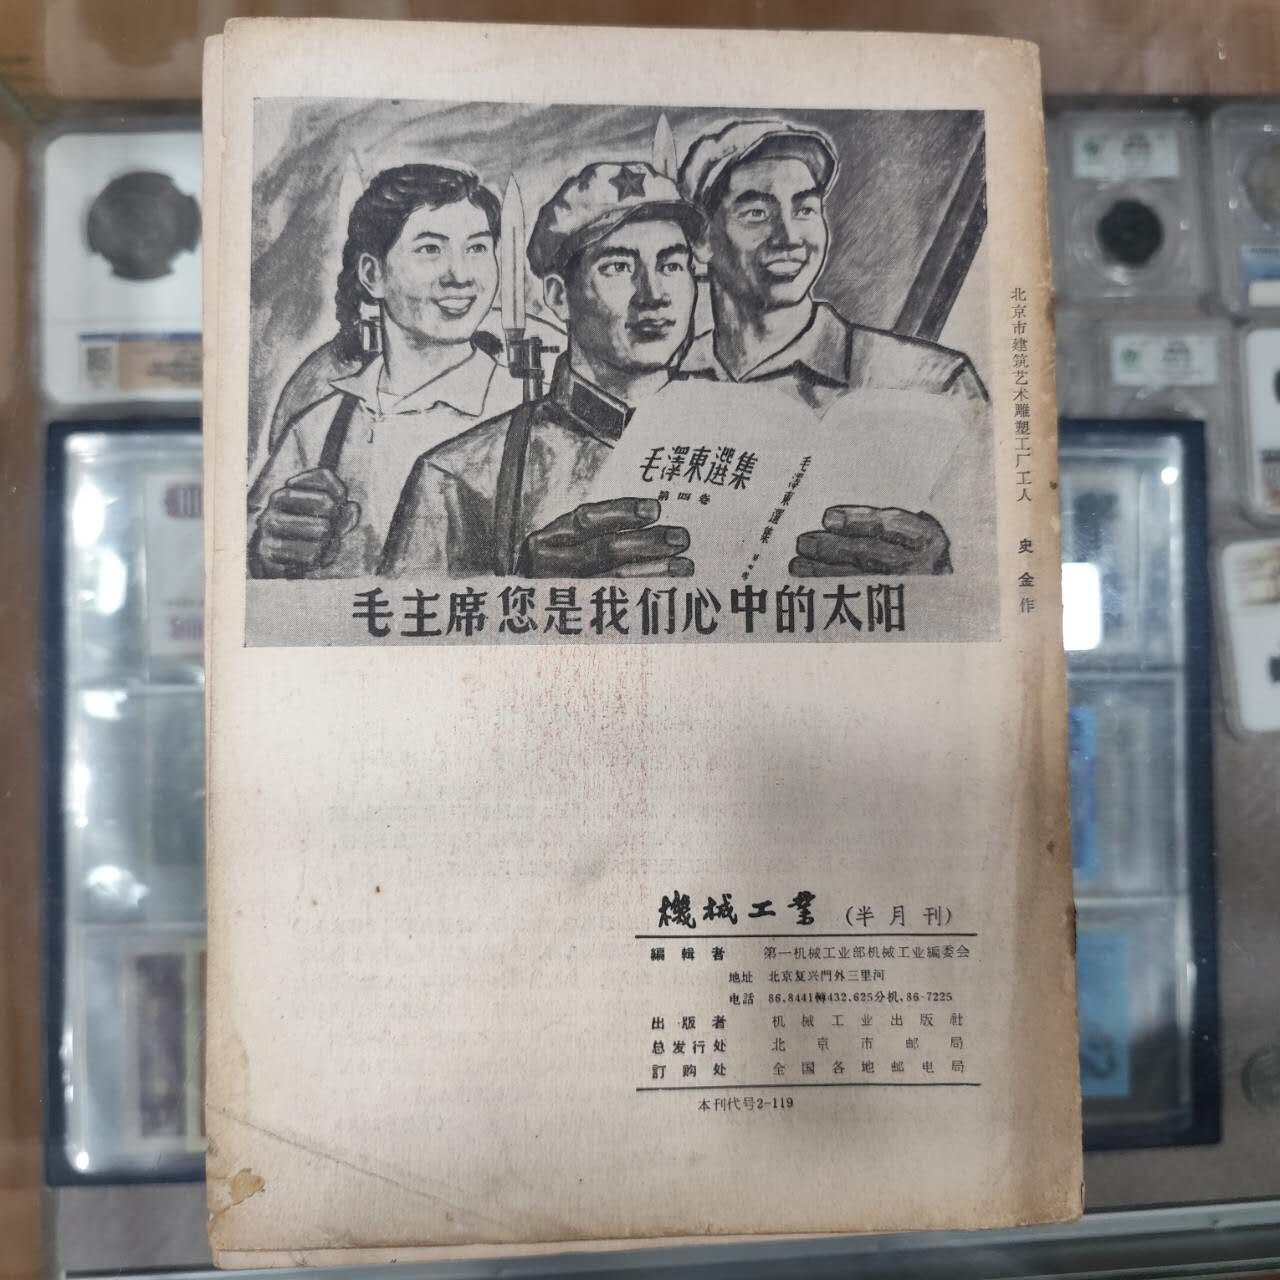 毛澤東選集
第四卷
毛澤東選集
毛主席您是我们心中的太阳
北京市建筑艺术雕塑工厂工人 史金作
機械工業 (半月刊)
編輯者 第一机械工业部机械工业編委会
地址 北京复兴門外三里河
电話 86.8441轉432,625分机、86-7225
出版者 机械工业出版社
总发行处 北京市邮局
訂购处 全国各地邮电局
本刊代号2-119